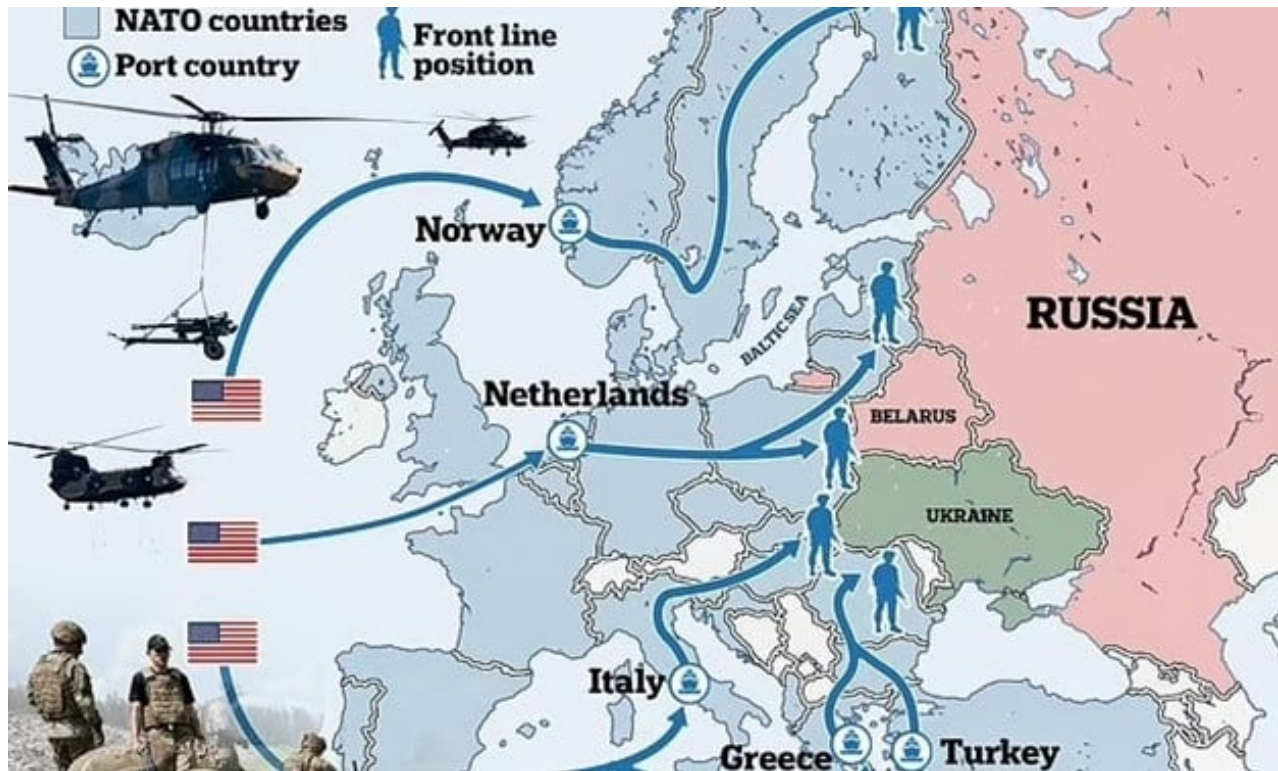 NATO countries
Port country
Front line
position
Norway
BALTIC SEA
RUSSIA
Netherlands
BELARUS
UKRAINE
Italy
Greece
Turkey